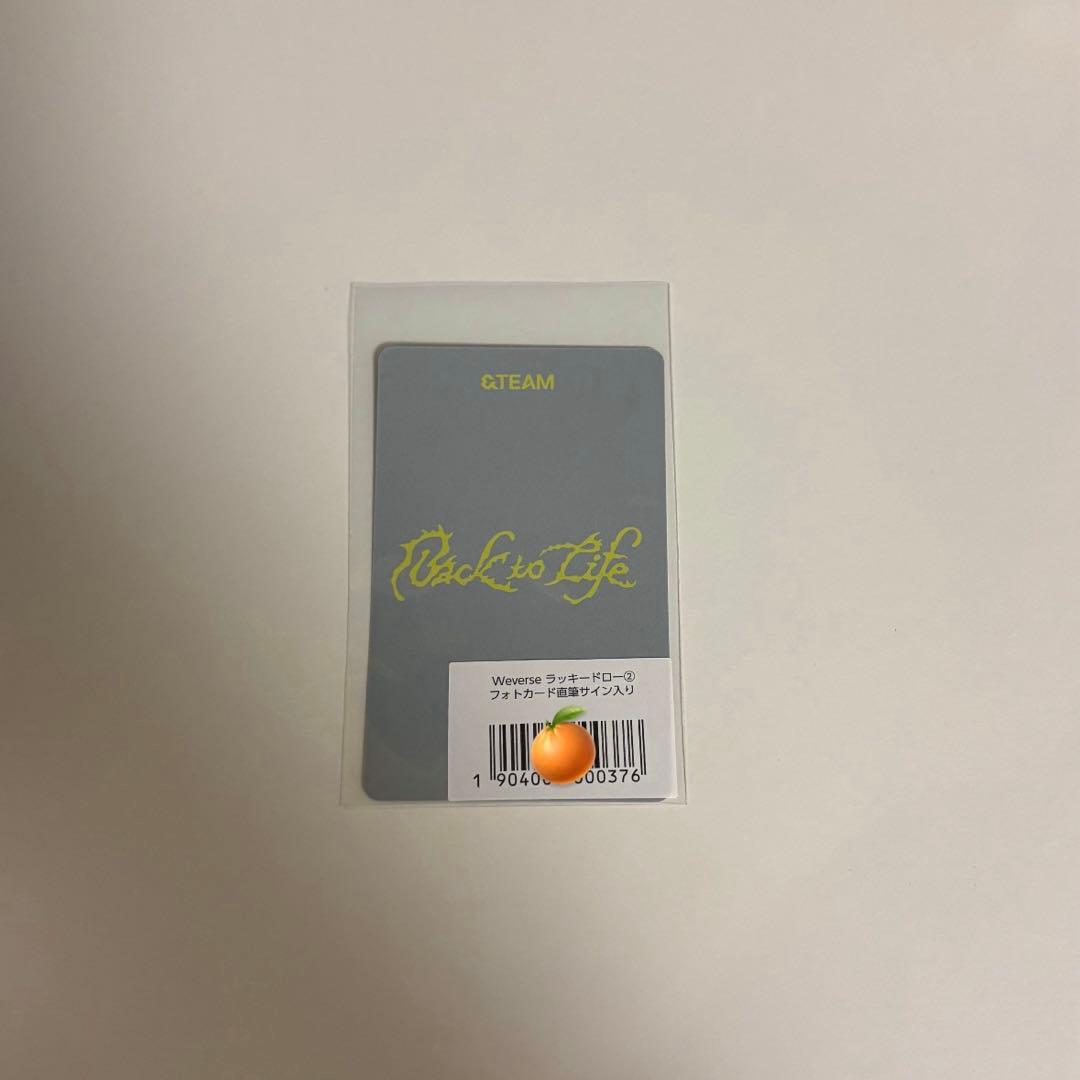 &TEAM
Back to Life
Weverse ラッキードロー②
フォトカード直筆サイン入り
1 9040 000376